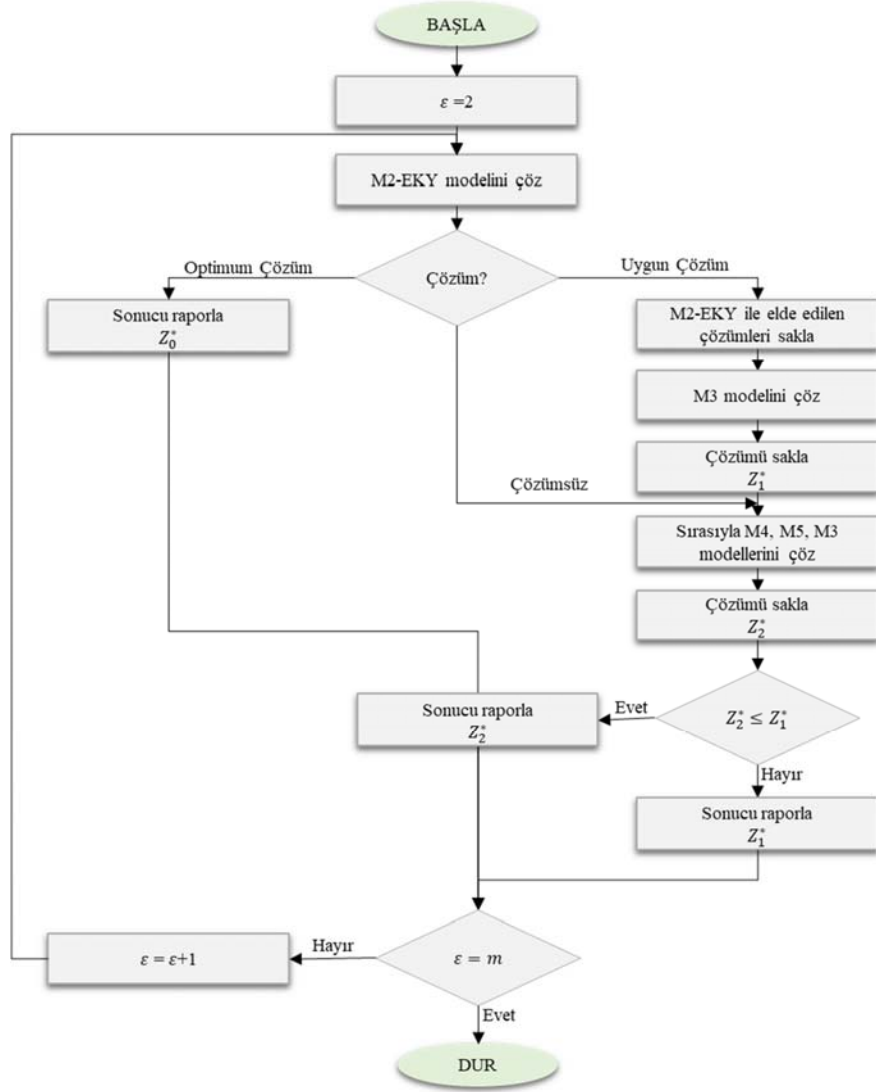 BAŞLA
ε =2
M2-EKY modelini çöz
Çözüm?
Optimum Çözüm
Uygun Çözüm
Sonucu raporla
Z₀*
M2-EKY ile elde edilen
çözümleri sakla
M3 modelini çöz
Çözümü sakla
Z₁*
Çözümsüz
Sırasıyla M4, M5, M3
modellerini çöz
Çözümü sakla
Z₂*
Z₂* ≤ Z₁*
Evet
Sonucu raporla
Z₂*
Hayır
Sonucu raporla
Z₁*
ε = m
Hayır
ε = ε+1
Evet
DUR